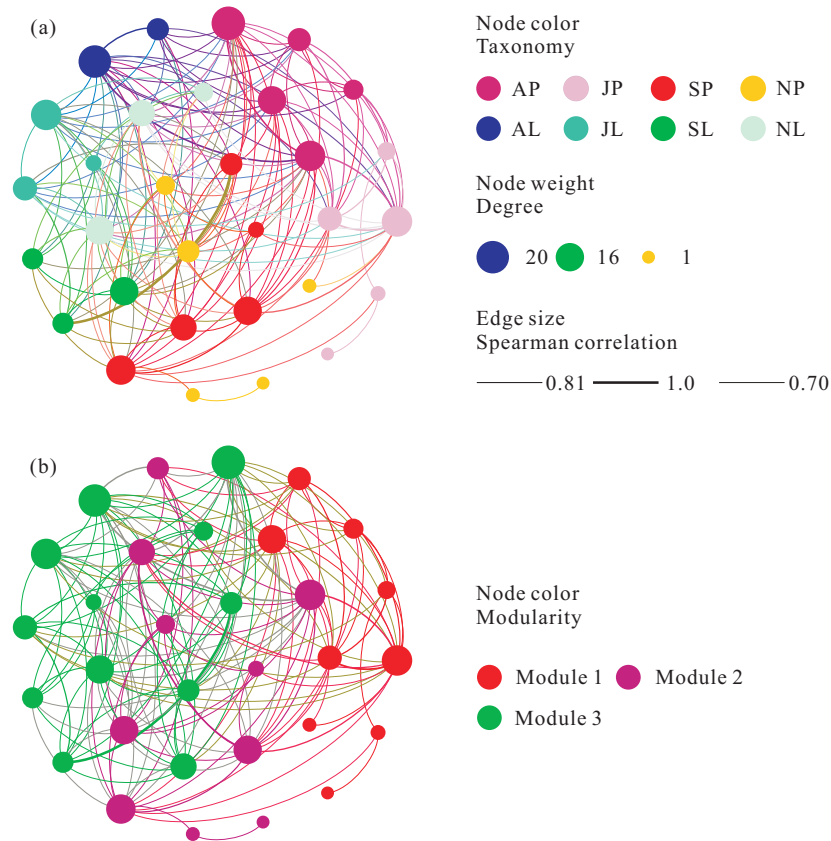 (a)
Node color
Taxonomy
AP JP SP NP
AL JL SL NL
Node weight
Degree
20 16 1
Edge size
Spearman correlation
0.81 1.0 0.70
(b)
Node color
Modularity
Module 1 Module 2
Module 3